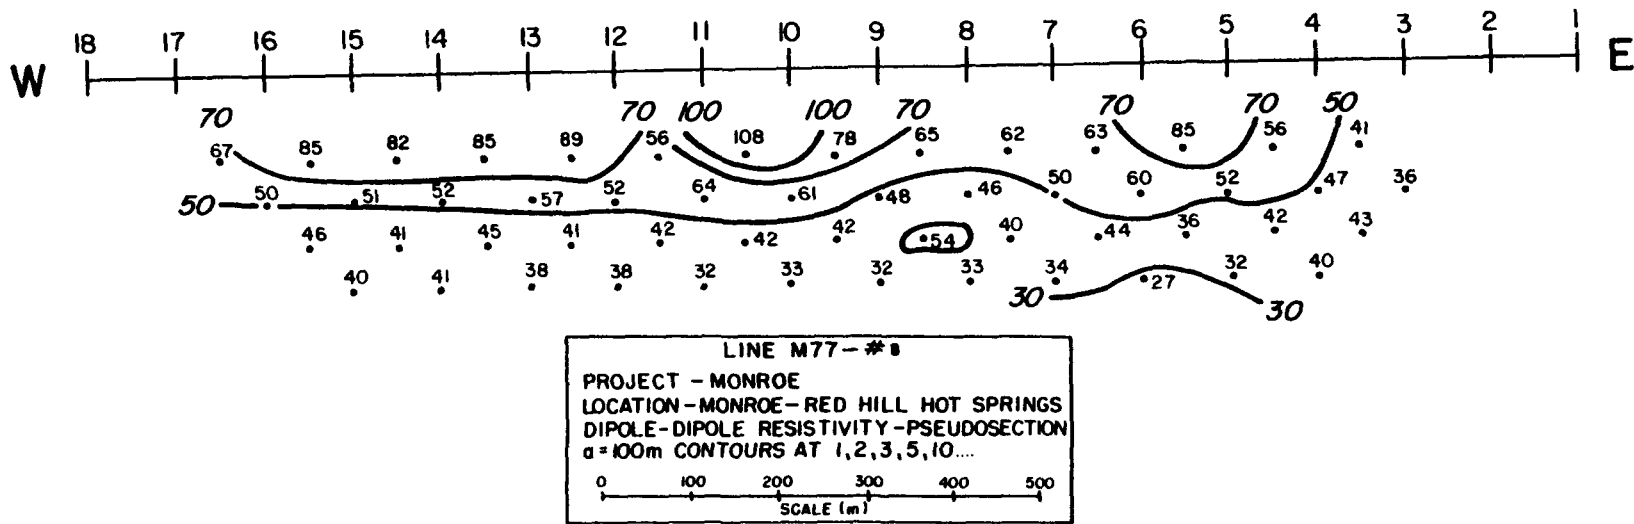 18 17 16 15 14 13 12 11 10 9 8 7 6 5 4 3 2 1
W E
70 70 100 100 70 70 70 50
67 85 82 85 89 56 108 78 65 62 63 85 56 41
50 50 51 52 57 52 64 61 48 46 50 60 52 47 36
46 41 45 41 42 42 42 54 40 44 36 42 43
40 41 38 38 32 33 32 33 34 27 32 40
30 30
LINE M77-#
PROJECT - MONROE
LOCATION-MONROE-RED HILL HOT SPRINGS
DIPOLE-DIPOLE RESISTIVITY-PSEUDOSECTION
a=100m CONTOURS AT 1,2,3,5,10....
0 100 200 300 400 500
SCALE (m)